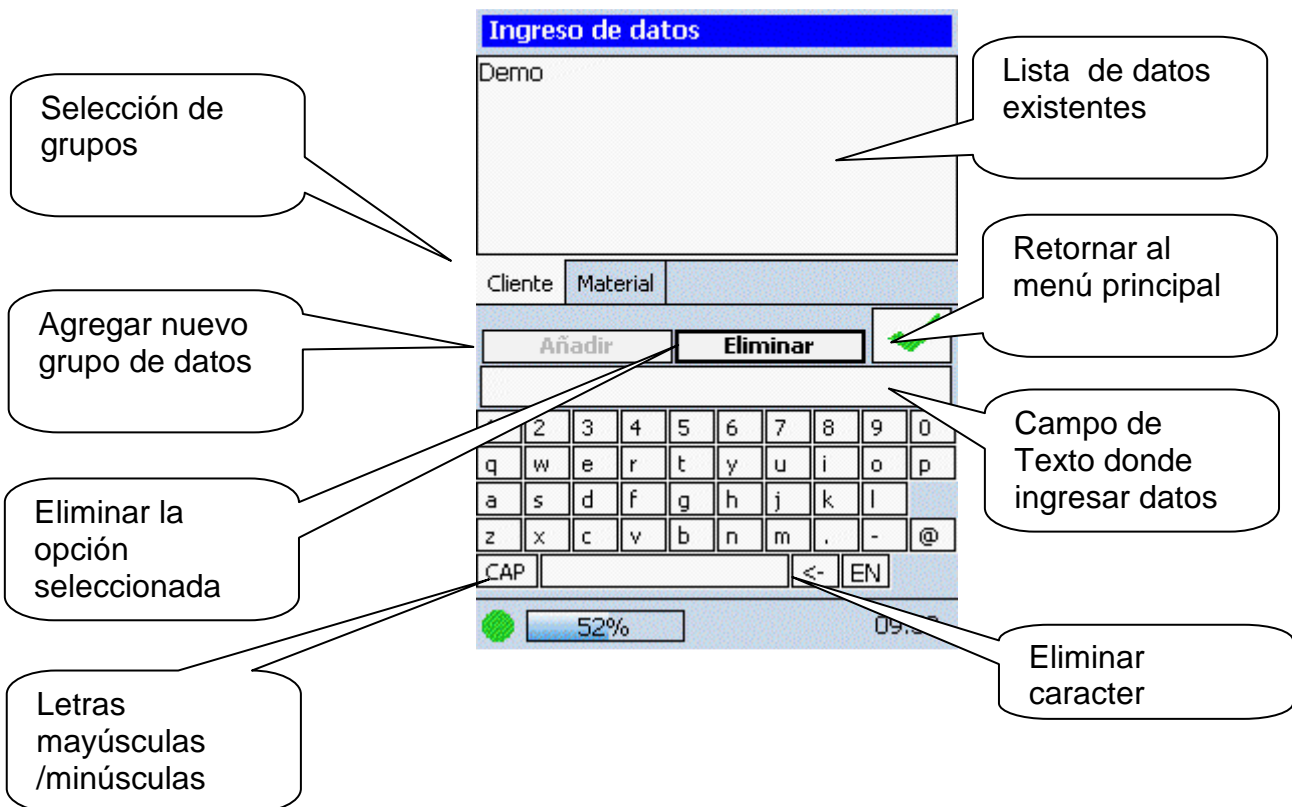 Ingreso de datos
Demo
Lista de datos
existentes
Selección de
grupos
Retornar al
menú principal
Cliente Material
Agregar nuevo
grupo de datos
Añadir Eliminar
Campo de
Texto donde
ingresar datos
2 3 4 5 6 7 8 9 0
q w e r t y u i o p
a s d f g h j k l
z x c v b n m . - @
CAP <- EN
Eliminar la
opción
seleccionada
52%
Eliminar
caracter
Letras
mayúsculas
/minúsculas